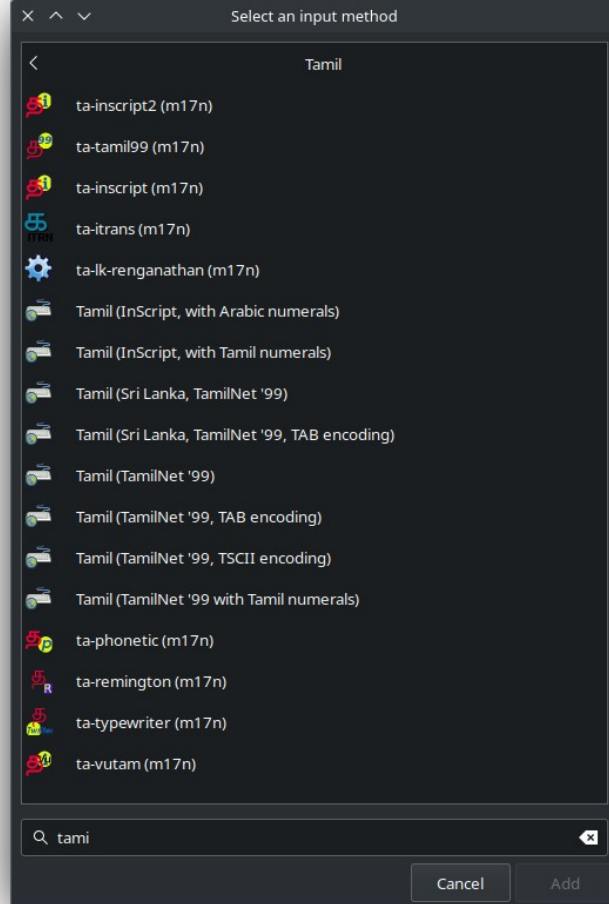 Select an input method
Tamil
ta-inscript2 (m17n)
ta-tamil99 (m17n)
ta-inscript (m17n)
ta-itrans (m17n)
ta-lk-renganathan (m17n)
Tamil (InScript, with Arabic numerals)
Tamil (InScript, with Tamil numerals)
Tamil (Sri Lanka, TamilNet '99)
Tamil (Sri Lanka, TamilNet '99, TAB encoding)
Tamil (TamilNet '99)
Tamil (TamilNet '99, TAB encoding)
Tamil (TamilNet '99, TSCII encoding)
Tamil (TamilNet '99 with Tamil numerals)
ta-phonetic (m17n)
ta-remington (m17n)
ta-typewriter (m17n)
ta-vutam (m17n)
tami
Cancel Add